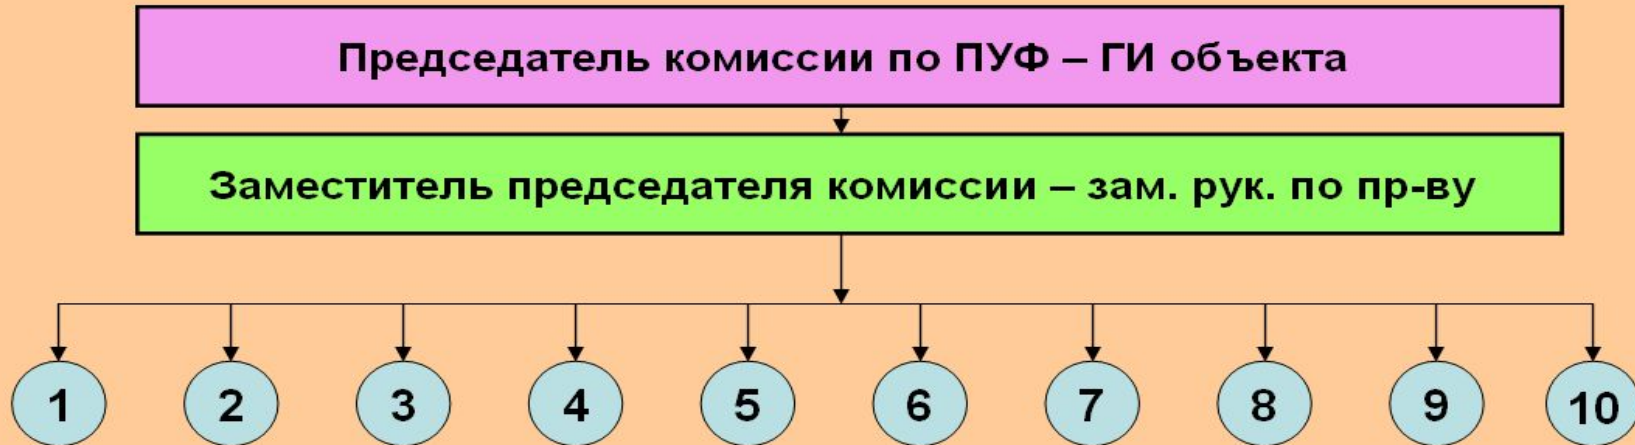 Председатель комиссии по ПУФ – ГИ объекта
Заместитель председателя комиссии – зам. рук. по пр-ву
1 2 3 4 5 6 7 8 9 10